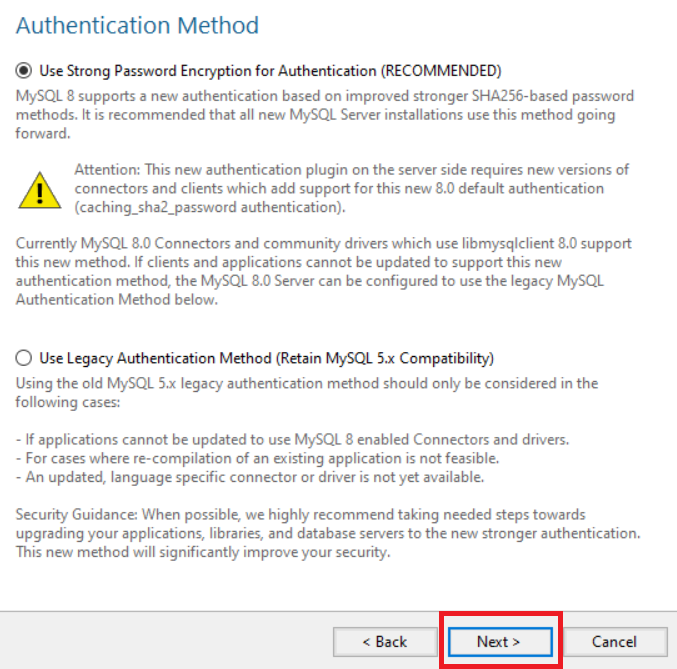 Authentication Method
Use Strong Password Encryption for Authentication (RECOMMENDED)
MySQL 8 supports a new authentication based on improved stronger SHA256-based password
methods. It is recommended that all new MySQL Server installations use this method going
forward.
Attention: This new authentication plugin on the server side requires new versions of
connectors and clients which add support for this new 8.0 default authentication
(caching_sha2_password authentication).
Currently MySQL 8.0 Connectors and community drivers which use libmysqlclient 8.0 support
this new method. If clients and applications cannot be updated to support this new
authentication method, the MySQL 8.0 Server can be configured to use the legacy MySQL
Authentication Method below.
Use Legacy Authentication Method (Retain MySQL 5.x Compatibility)
Using the old MySQL 5.x legacy authentication method should only be considered in the
following cases:
- If applications cannot be updated to use MySQL 8 enabled Connectors and drivers.
- For cases where re-compilation of an existing application is not feasible.
- An updated, language specific connector or driver is not yet available.
Security Guidance: When possible, we highly recommend taking needed steps towards
upgrading your applications, libraries, and database servers to the new stronger authentication.
This new method will significantly improve your security.
< Back Next > Cancel